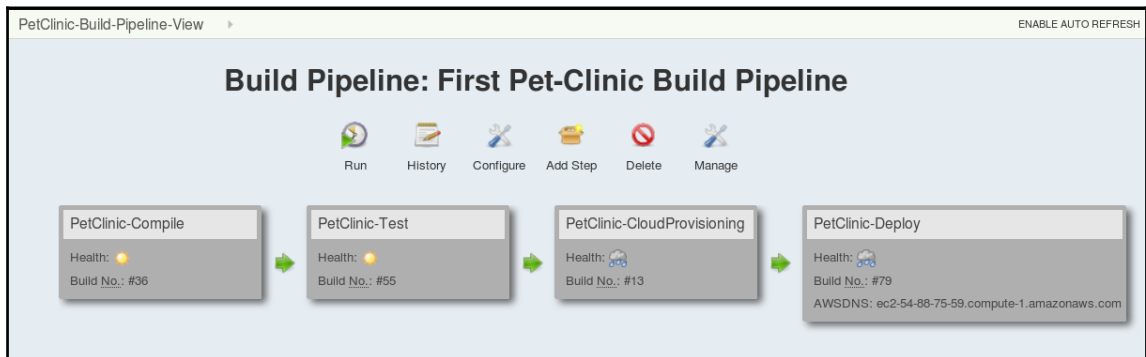 PetClinic-Build-Pipeline-View
ENABLE AUTO REFRESH
Build Pipeline: First Pet-Clinic Build Pipeline
Run History Configure Add Step Delete Manage
PetClinic-Compile
Health:
Build No.: #36
PetClinic-Test
Health:
Build No.: #55
PetClinic-CloudProvisioning
Health:
Build No.: #13
PetClinic-Deploy
Health:
Build No.: #79
AWSDNS: ec2-54-88-75-59.compute-1.amazonaws.com